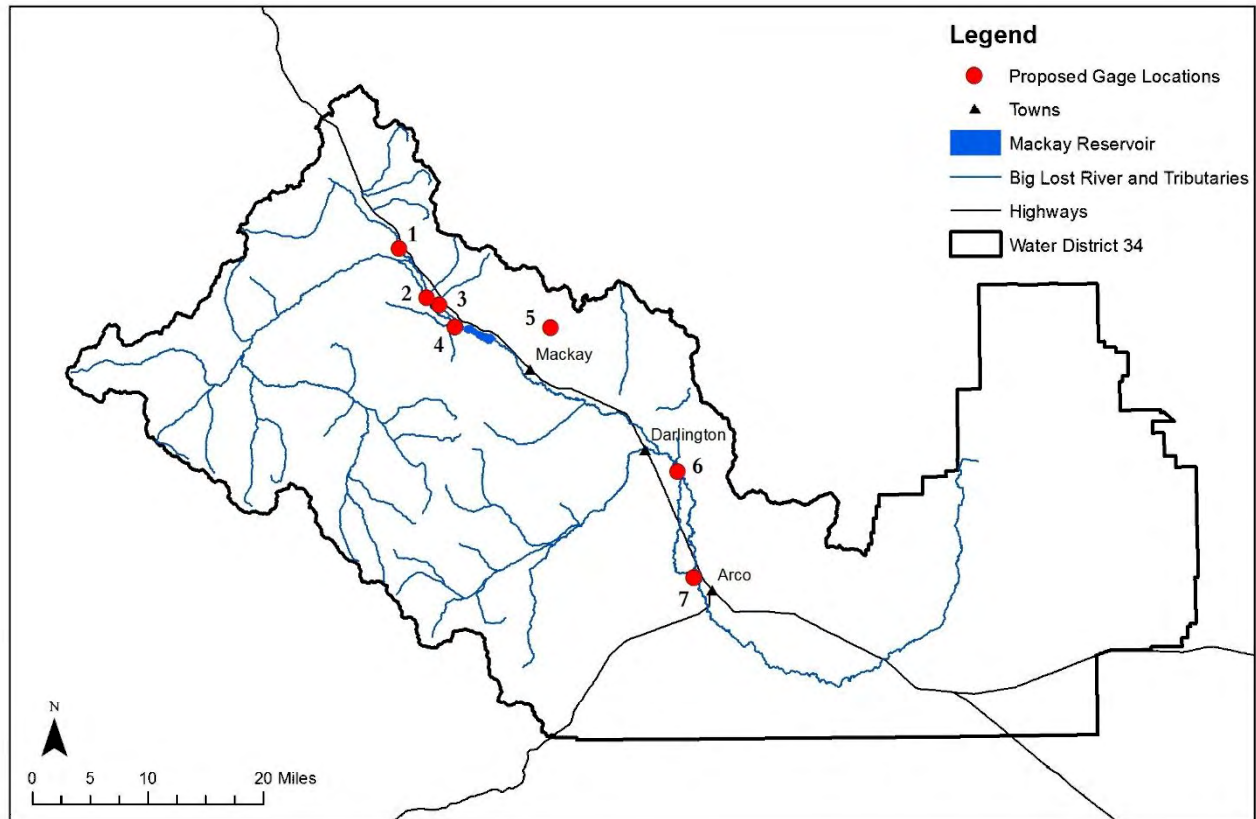 Legend
Proposed Gage Locations
Towns
Mackay Reservoir
Big Lost River and Tributaries
Highways
Water District 34
1
2
3
4
5
Mackay
Darlington
6
Arco
7
N
0 5 10 20 Miles